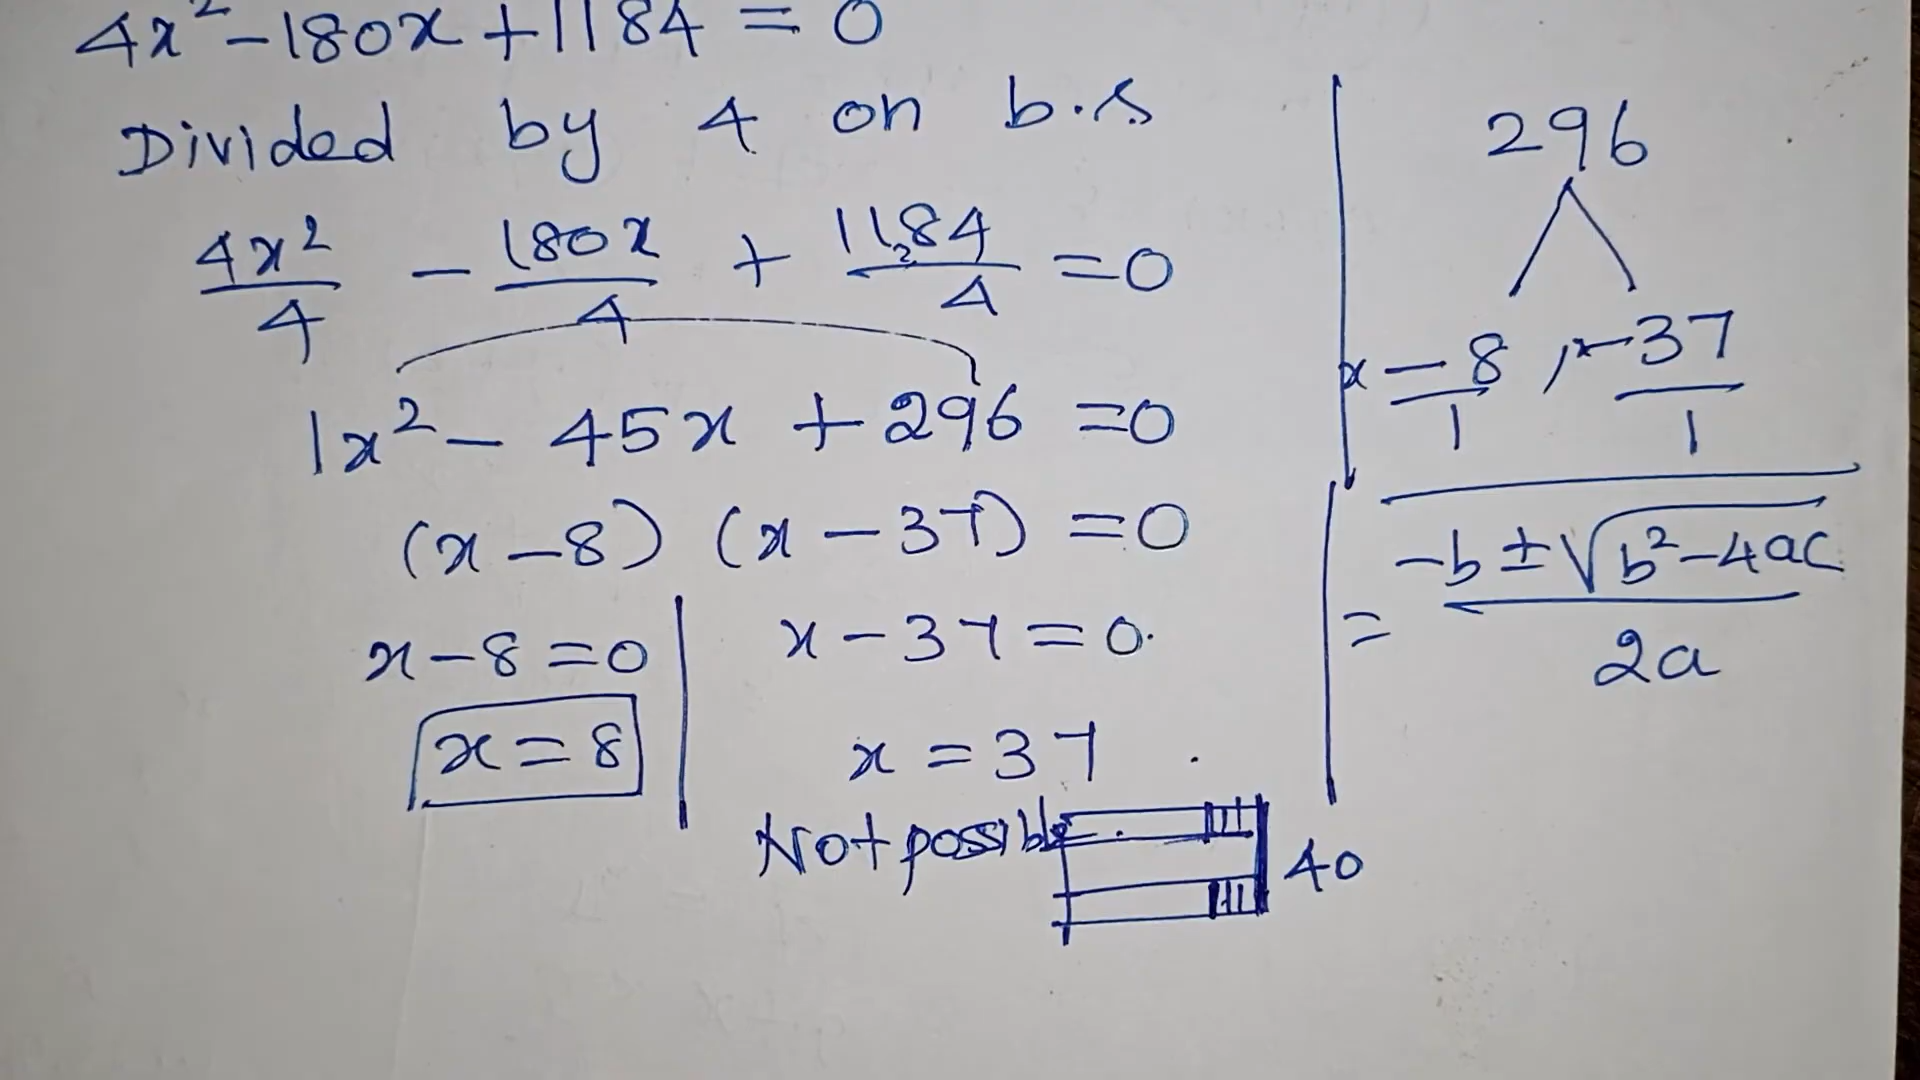 4x² - 180x + 1184 = 0
Divided by 4 on b.s
4x²/4 - 180x/4 + 1184/4 = 0
1x² - 45x + 296 = 0
(x - 8) (x - 37) = 0
x - 8 = 0
x = 8
x - 37 = 0.
x = 37
Not possible.
40
296
x - 8/1 , x - 37/1
= -b ± √(b² - 4ac) / 2a